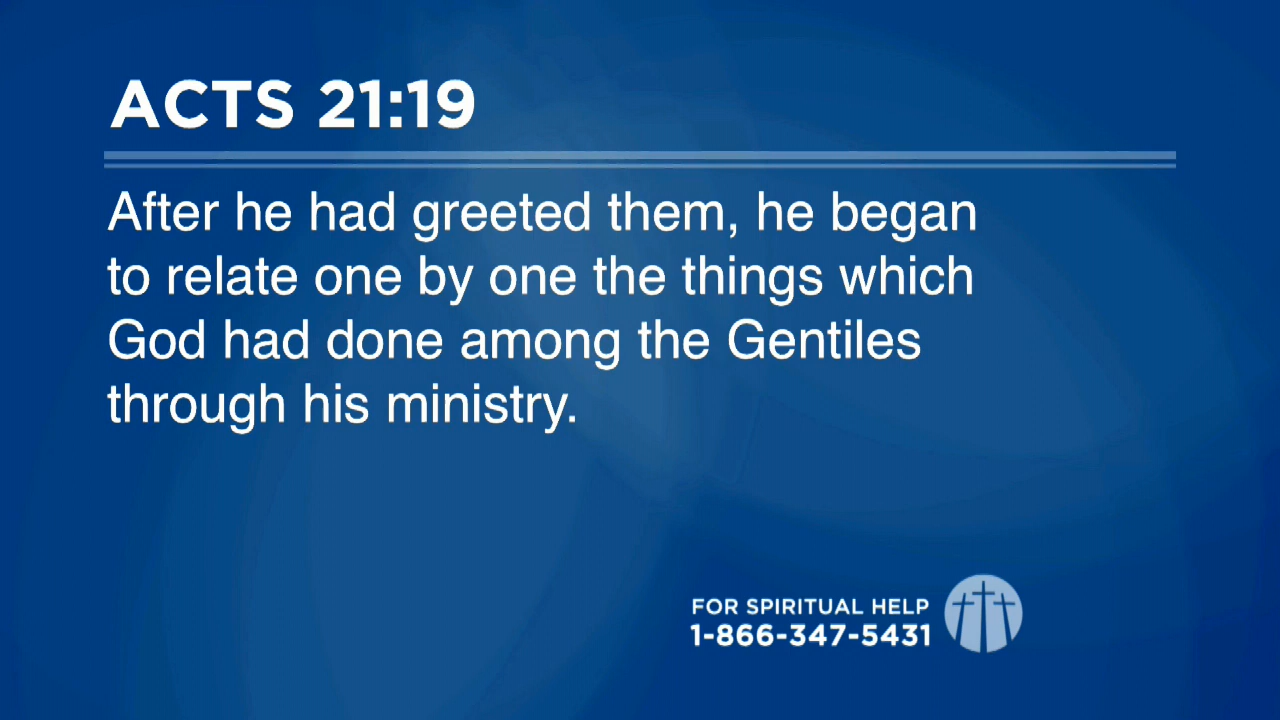 ACTS 21:19
After he had greeted them, he began
to relate one by one the things which
God had done among the Gentiles
through his ministry.
FOR SPIRITUAL HELP
1-866-347-5431